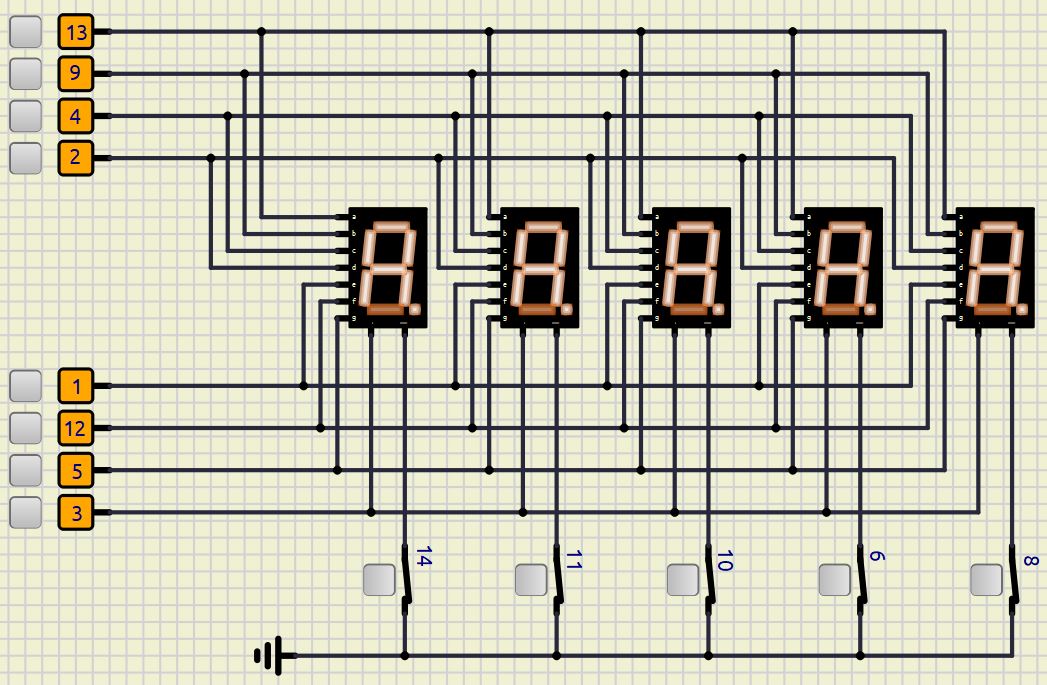 13
9
4
2
a a a a a
b b b b b
c c c c c
d d d d d
e e e e e
f f f f f
g g g g g
1
12
5
3
14 11 10 6 8